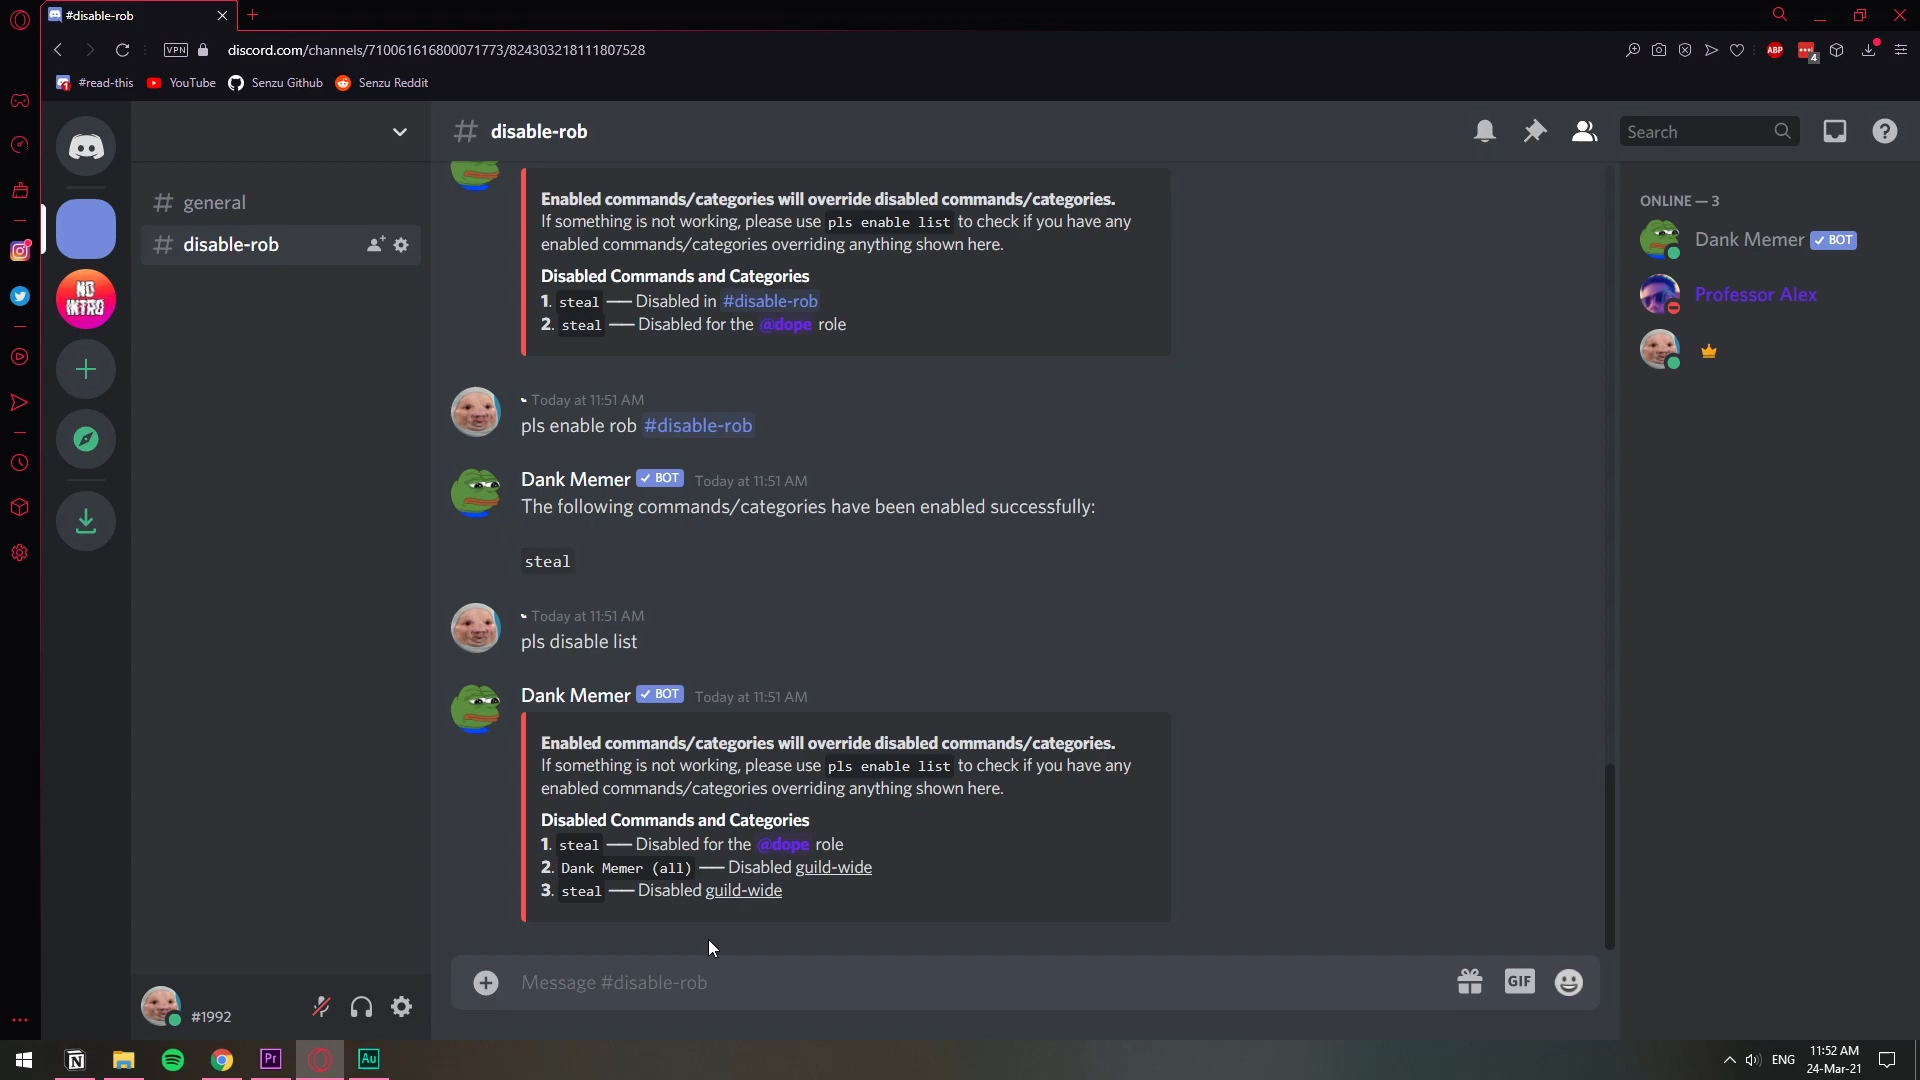 #disable-rob
VPN
discord.com/channels/710061616800071773/824303218111807528
ABP
4
#read-this
YouTube
Senzu Github
Senzu Reddit
disable-rob
Search
general
disable-rob
NO
INTRO
Enabled commands/categories will override disabled commands/categories.
If something is not working, please use pls enable list to check if you have any
enabled commands/categories overriding anything shown here.
Disabled Commands and Categories
1. steal —— Disabled in #disable-rob
2. steal —— Disabled for the @dope role
Today at 11:51 AM
pls enable rob #disable-rob
Dank Memer ✓ BOT Today at 11:51 AM
The following commands/categories have been enabled successfully:
steal
Today at 11:51 AM
pls disable list
Dank Memer ✓ BOT Today at 11:51 AM
Enabled commands/categories will override disabled commands/categories.
If something is not working, please use pls enable list to check if you have any
enabled commands/categories overriding anything shown here.
Disabled Commands and Categories
1. steal —— Disabled for the @dope role
2. Dank Memer (all) —— Disabled guild-wide
3. steal —— Disabled guild-wide
Message #disable-rob
GIF
ONLINE — 3
Dank Memer ✓ BOT
Professor Alex
#1992
Pr
Au
ENG
11:52 AM
24-Mar-21